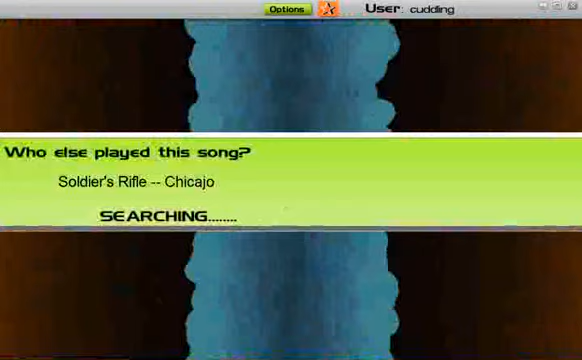 Options User: cuddling
Who else played this song?
Soldier's Rifle -- Chicajo
SEARCHING........